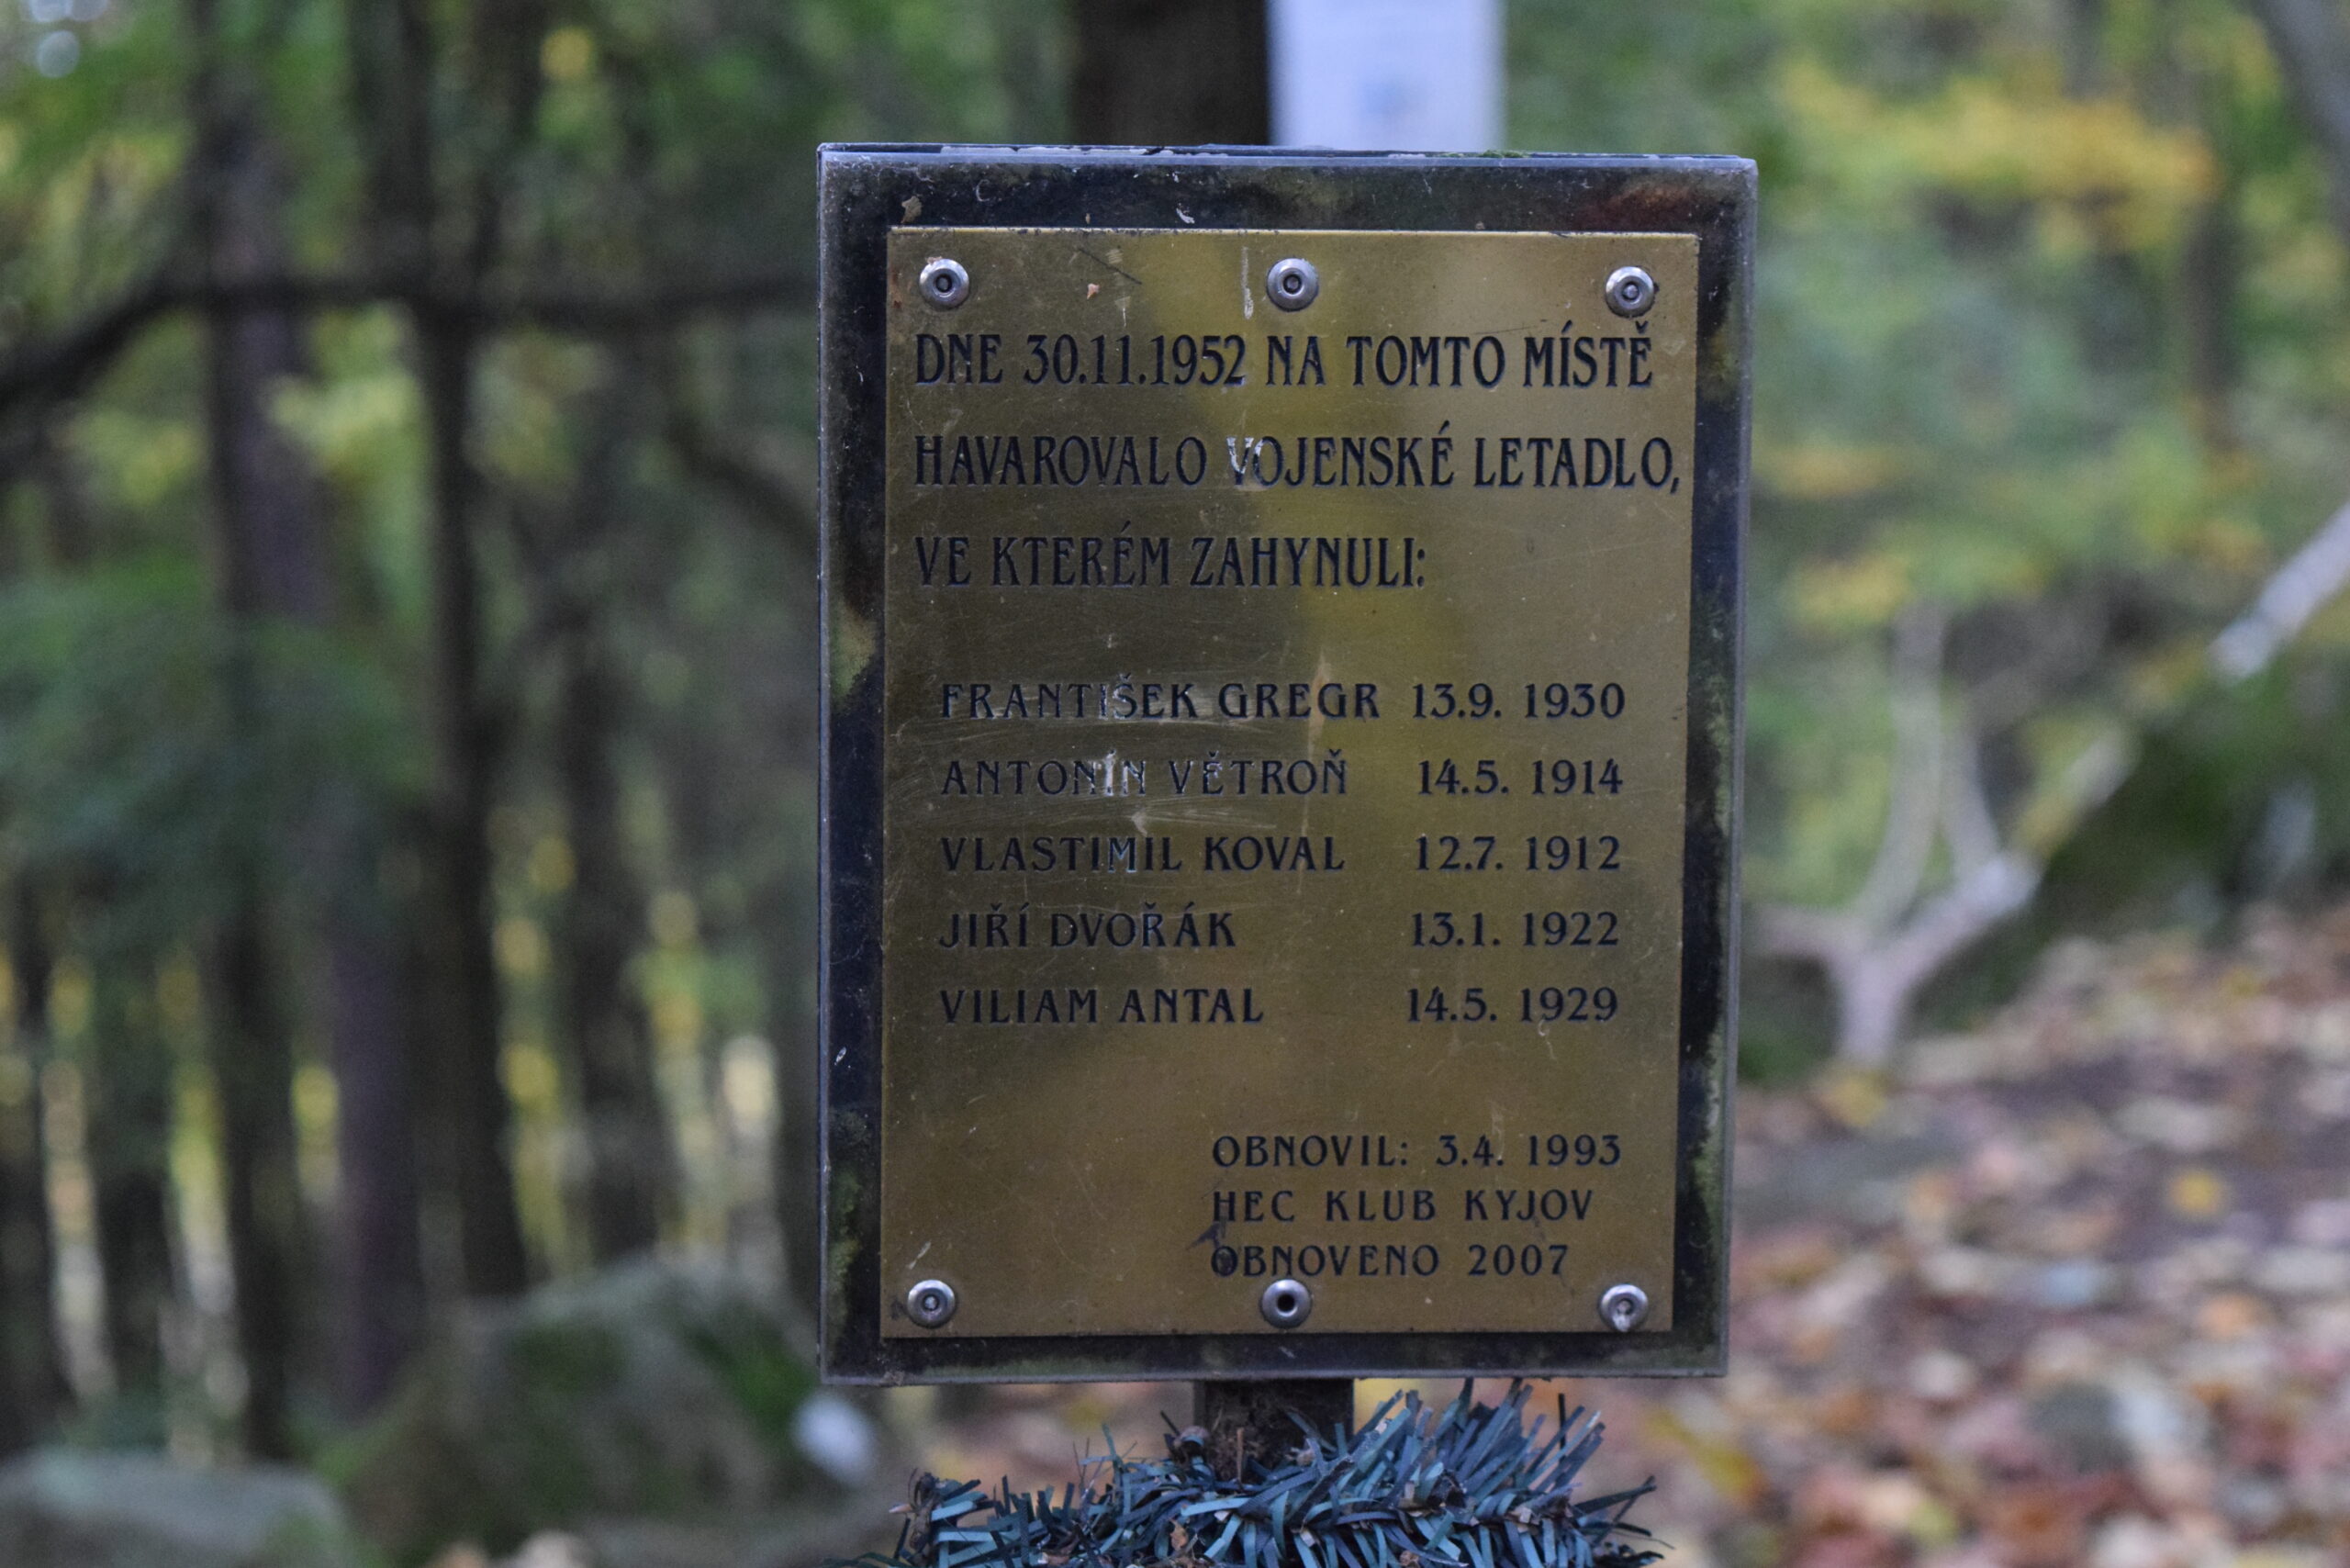 DNE 30.11.1952 NA TOMTO MÍSTĚ
HAVAROVALO VOJENSKÉ LETADLO,
VE KTERÉM ZAHYNULI:
FRANTIŠEK GREGR 13.9. 1930
ANTONÍN VĚTROŇ 14.5. 1914
VLASTIMIL KOVAL 12.7. 1912
JIŘÍ DVOŘÁK 13.1. 1922
VILIAM ANTAL 14.5. 1929
OBNOVIL: 3.4. 1993
HEC KLUB KYJOV
OBNOVENO 2007